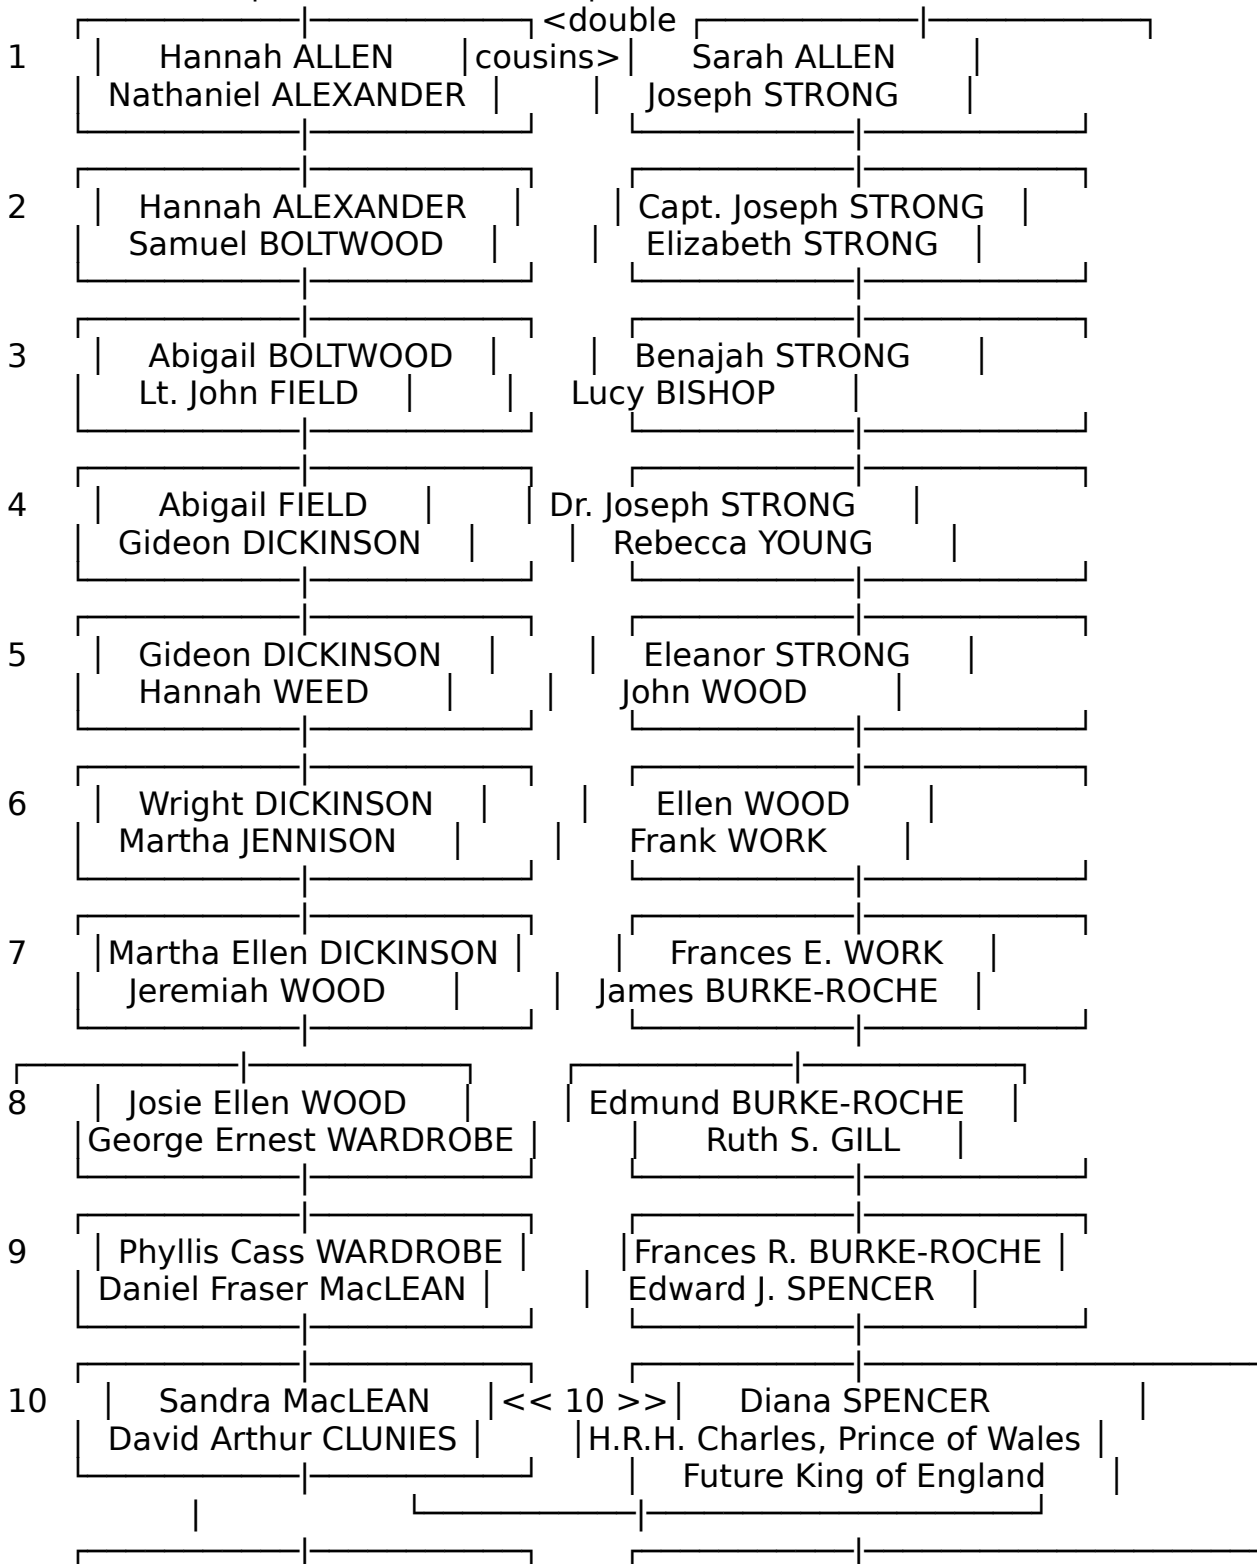 <double
1 Hannah ALLEN cousins> Sarah ALLEN
Nathaniel ALEXANDER Joseph STRONG
2 Hannah ALEXANDER Capt. Joseph STRONG
Samuel BOLTWOOD Elizabeth STRONG
3 Abigail BOLTWOOD Benajah STRONG
Lt. John FIELD Lucy BISHOP
4 Abigail FIELD Dr. Joseph STRONG
Gideon DICKINSON Rebecca YOUNG
5 Gideon DICKINSON Eleanor STRONG
Hannah WEED John WOOD
6 Wright DICKINSON Ellen WOOD
Martha JENNISON Frank WORK
7 Martha Ellen DICKINSON Frances E. WORK
Jeremiah WOOD James BURKE-ROCHE
8 Josie Ellen WOOD Edmund BURKE-ROCHE
George Ernest WARDROBE Ruth S. GILL
9 Phyllis Cass WARDROBE Frances R. BURKE-ROCHE
Daniel Fraser MacLEAN Edward J. SPENCER
10 Sandra MacLEAN << 10 >> Diana SPENCER
David Arthur CLUNIES H.R.H. Charles, Prince of Wales
Future King of England